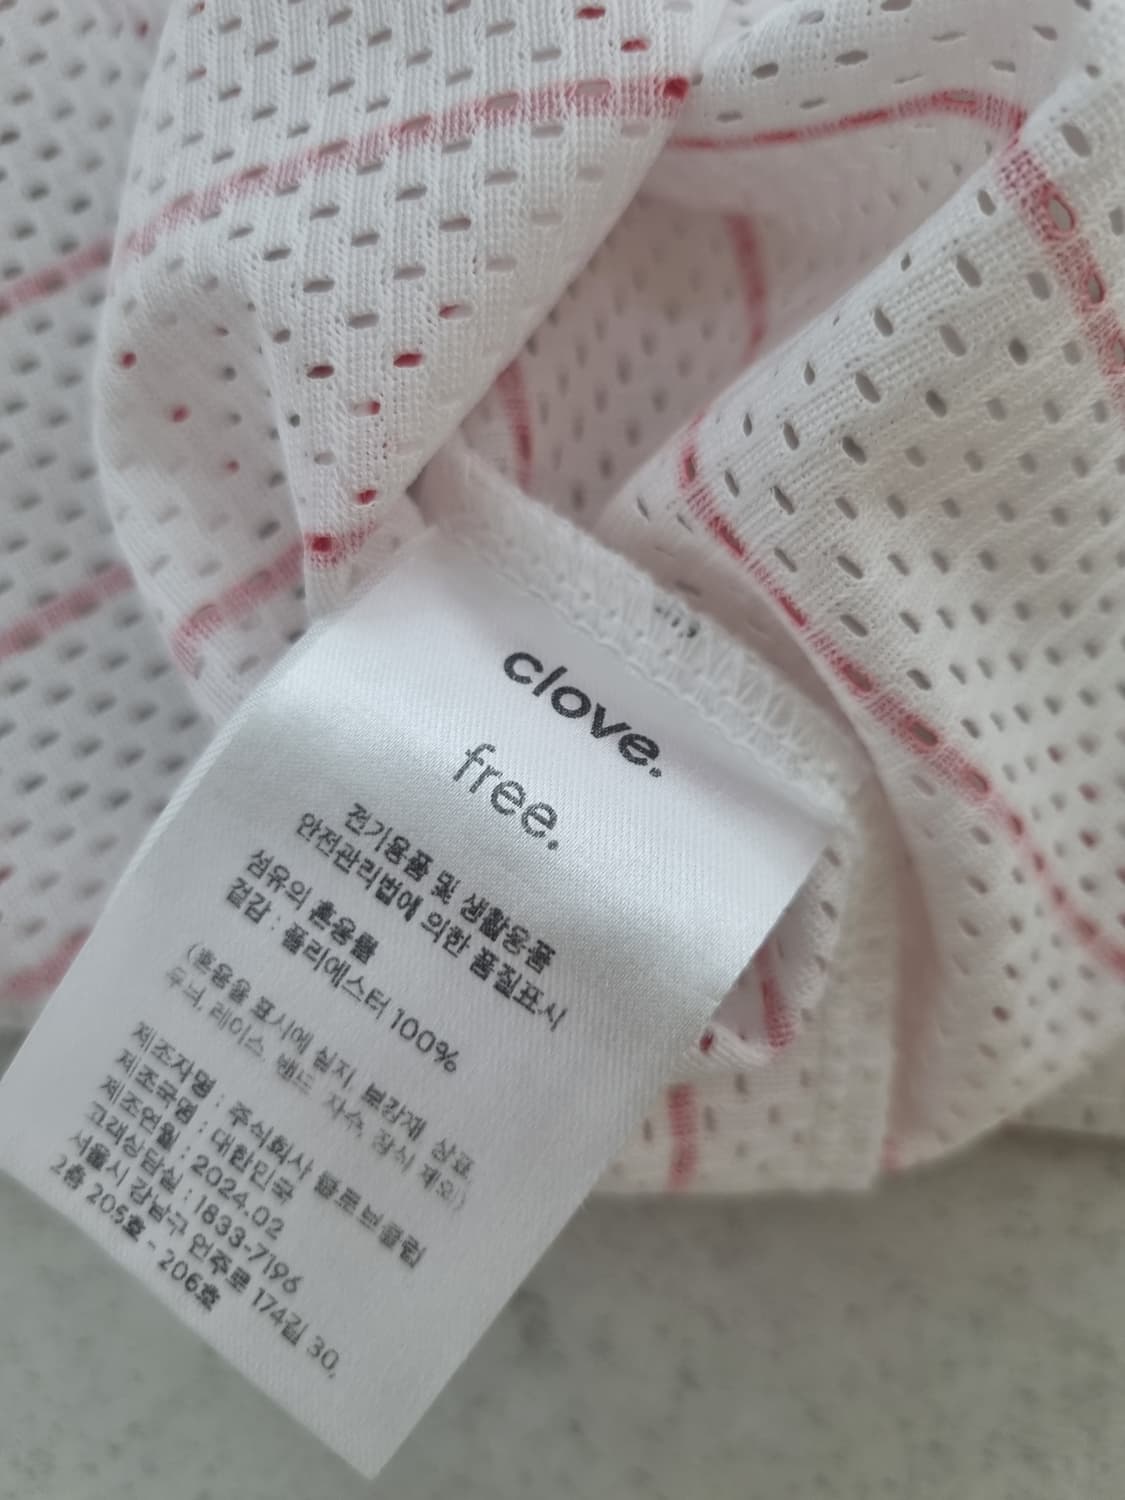 clove.
free.
전기용품 및 생활용품
안전관리법에 의한 품질표시
섬유의 혼용률
겉감 : 폴리에스터 100%
(혼용율 표시에 심지, 부장재, 상표,
무늬, 레이스, 밴드, 자수, 장식 제외)
제조자명 : 주식회사 클로브클럽
제조국명 : 대한민국
제조연월 : 2024.02
고객상담실 : 1833-7196
서울시 강남구 언주로 174길 30,
2층 205호 - 206호